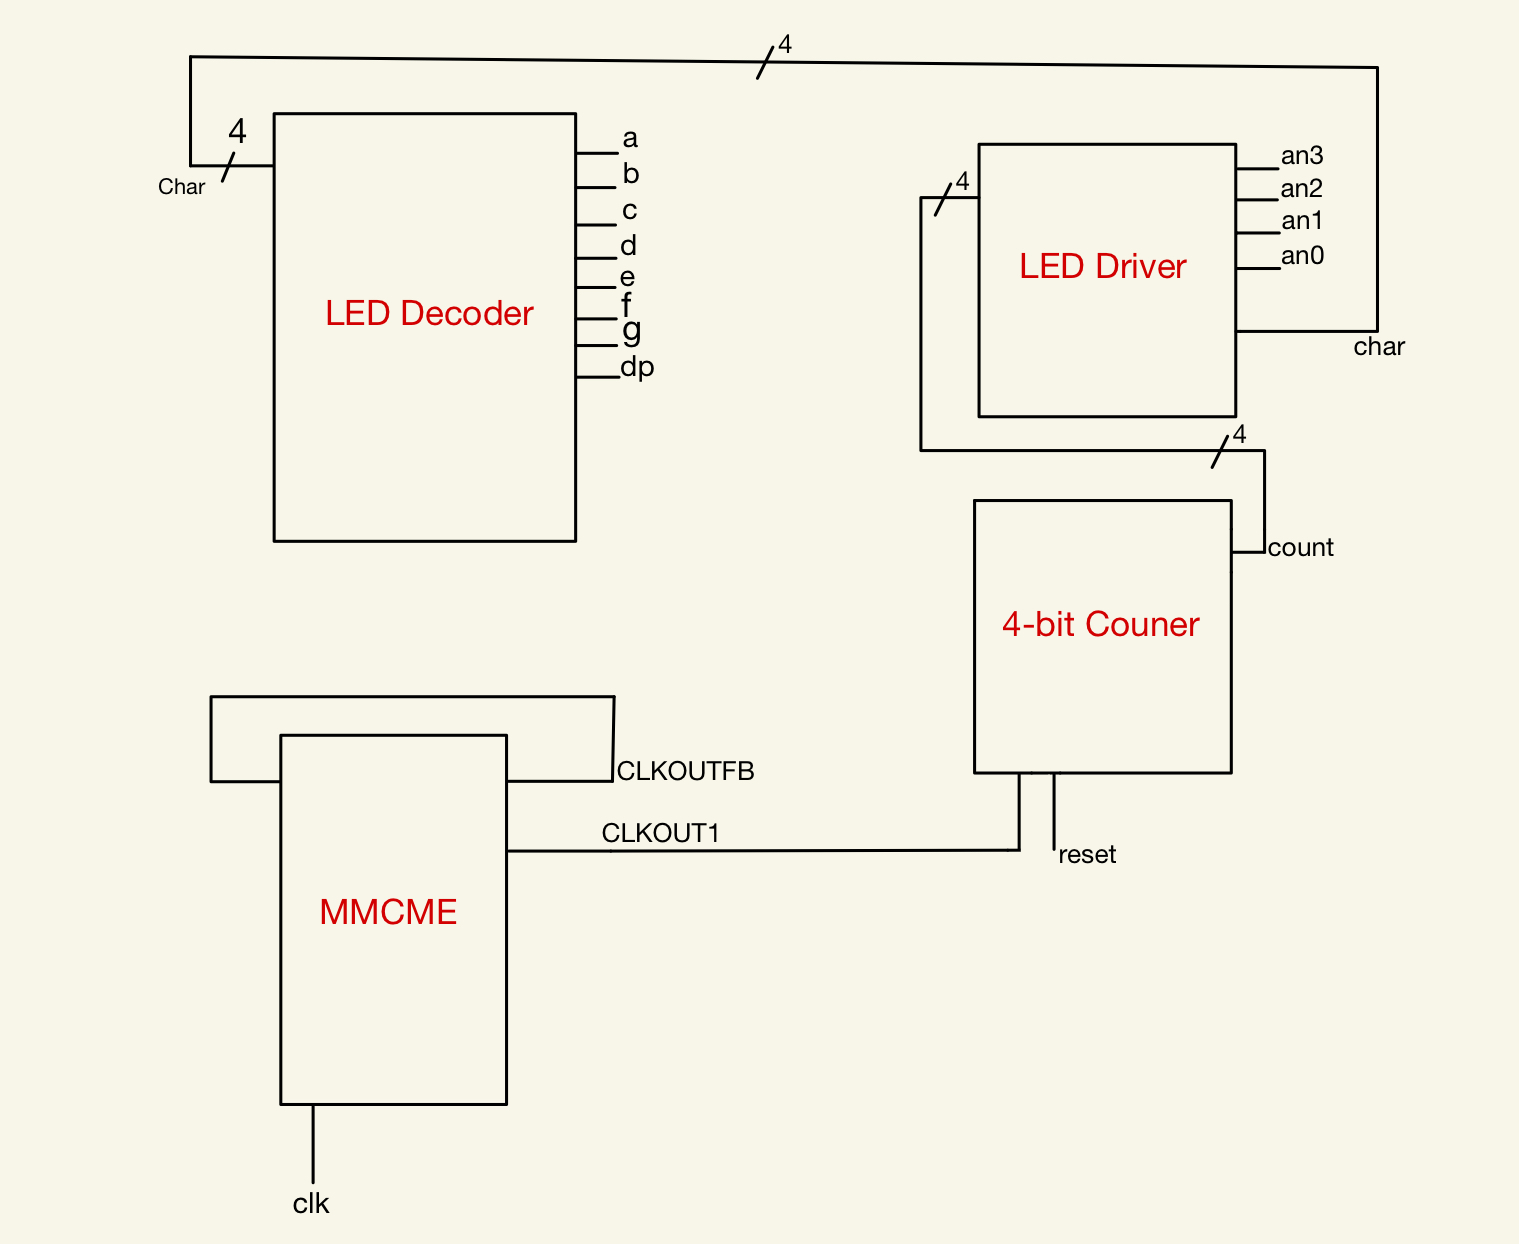 4
4
Char
LED Decoder
a
b
c
d
e
f
g
dp
4
LED Driver
an3
an2
an1
an0
char
4
count
4-bit Couner
CLKOUTFB
CLKOUT1
reset
MMCME
clk